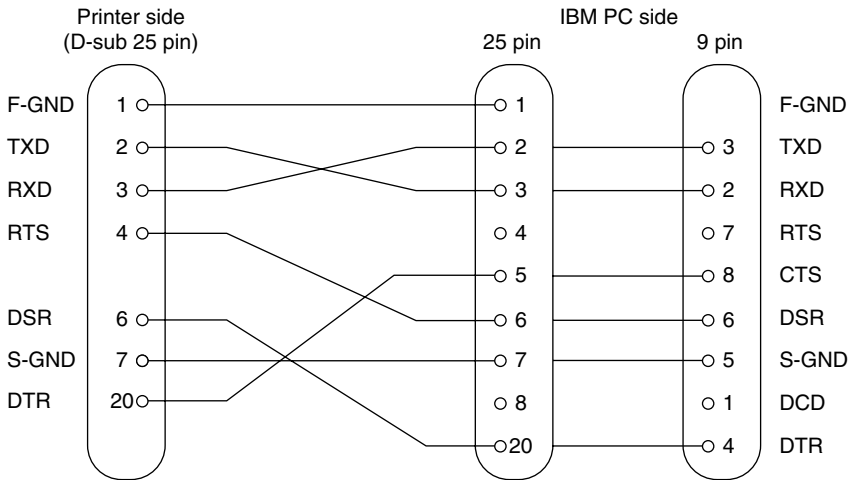 Printer side IBM PC side
(D-sub 25 pin) 25 pin 9 pin
F-GND 1 1 F-GND
TXD 2 2 3 TXD
RXD 3 3 2 RXD
RTS 4 4 7 RTS
5 8 CTS
DSR 6 6 6 DSR
S-GND 7 7 5 S-GND
DTR 20 8 1 DCD
20 4 DTR